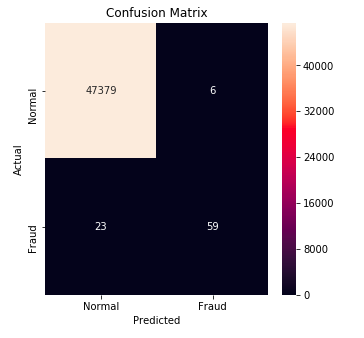 Confusion Matrix
Actual
Normal
47379
6
Fraud
23
59
Normal
Fraud
Predicted
40000
32000
24000
16000
8000
0